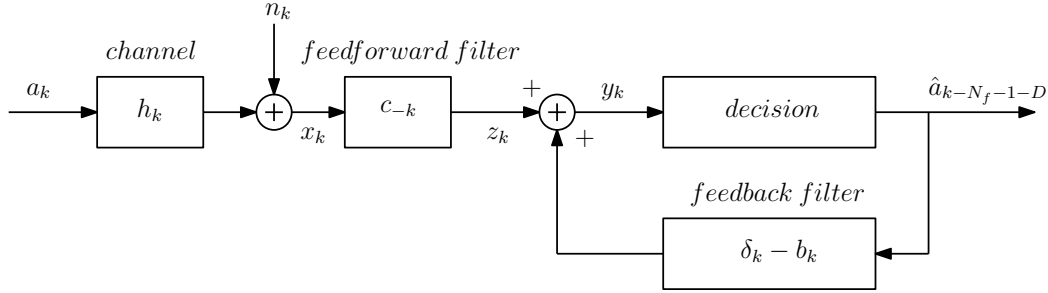 n_k
channel
feedforward filter
a_k
h_k
+
x_k
c_{-k}
z_k
+
+
+
y_k
decision
â_{k-N_f-1-D}
feedback filter
δ_k − b_k